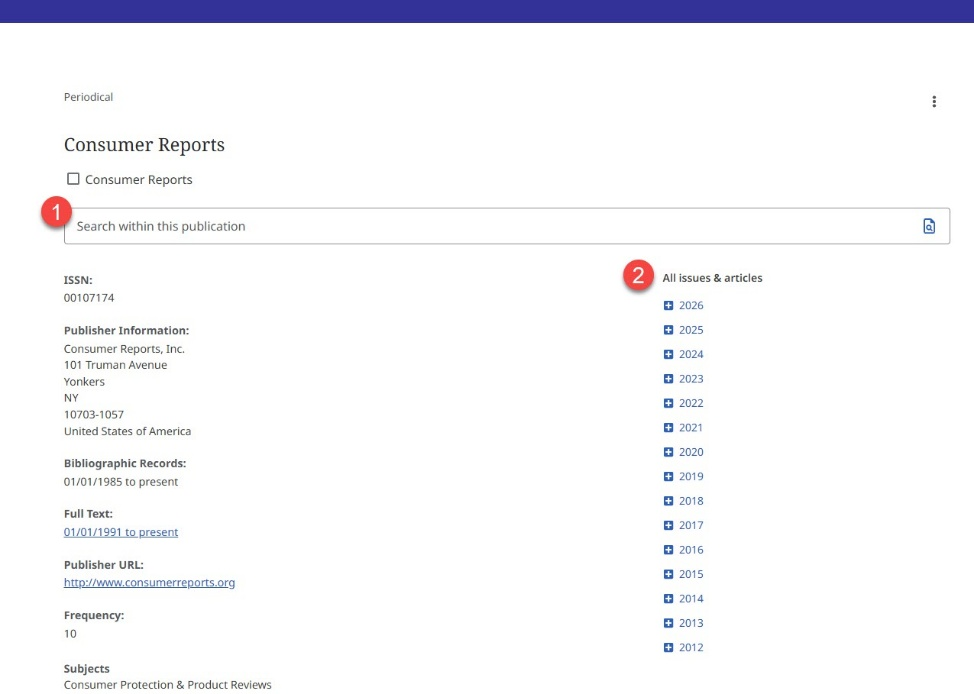 Periodical
Consumer Reports
Consumer Reports
1
Search within this publication
ISSN:
00107174
Publisher Information:
Consumer Reports, Inc.
101 Truman Avenue
Yonkers
NY
10703-1057
United States of America
Bibliographic Records:
01/01/1985 to present
Full Text:
01/01/1991 to present
Publisher URL:
http://www.consumerreports.org
Frequency:
10
Subjects
Consumer Protection & Product Reviews
2
All issues & articles
2026
2025
2024
2023
2022
2021
2020
2019
2018
2017
2016
2015
2014
2013
2012